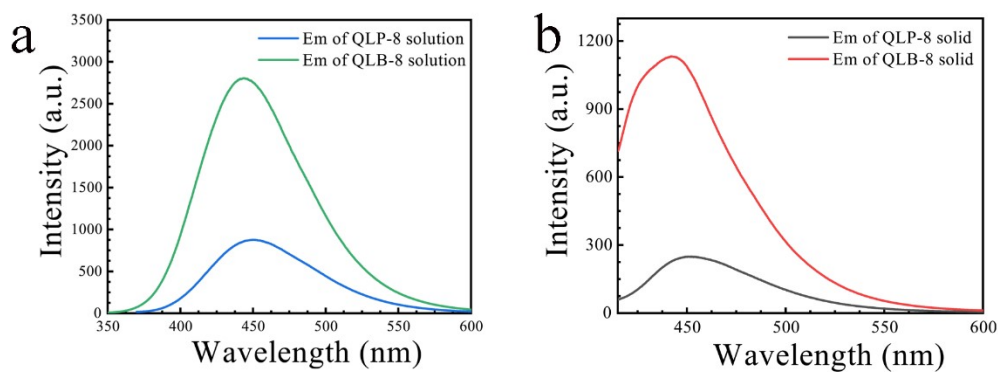 a
Em of QLP-8 solution
Em of QLB-8 solution
Intensity (a.u.)
3500
3000
2500
2000
1500
1000
500
0
350
400
450
500
550
600
Wavelength (nm)
b
Em of QLP-8 solid
Em of QLB-8 solid
Intensity (a.u.)
1200
900
600
300
0
450
500
550
600
Wavelength (nm)